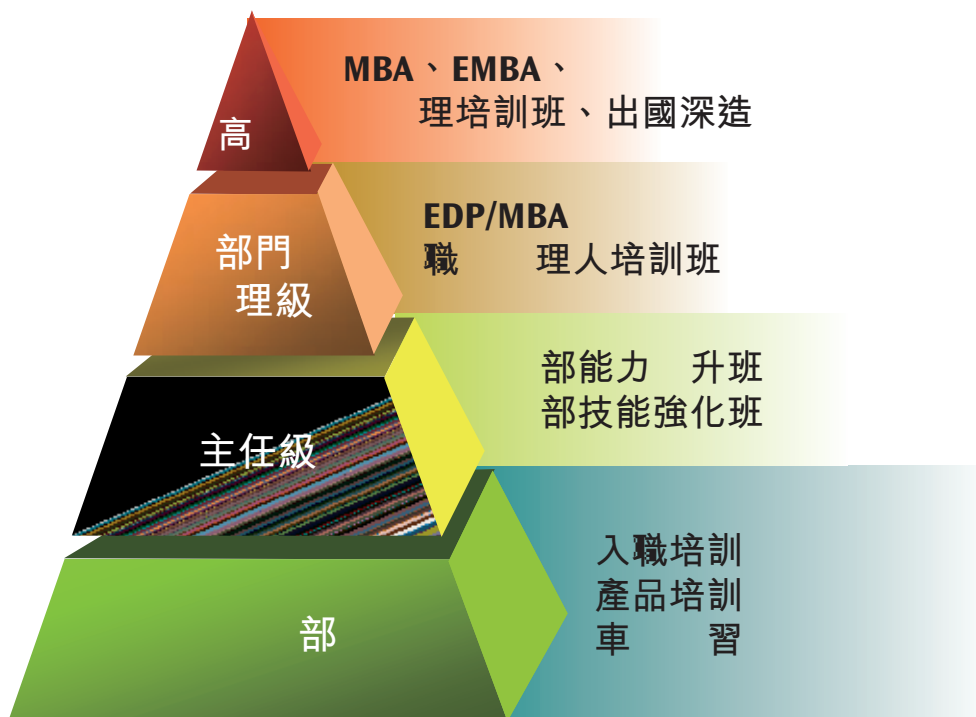 MBA、EMBA、
理培訓班、出國深造
高
EDP/MBA
職 理人培訓班
部門
理級
部能力 升班
部技能強化班
主任級
入職培訓
產品培訓
車 習
部